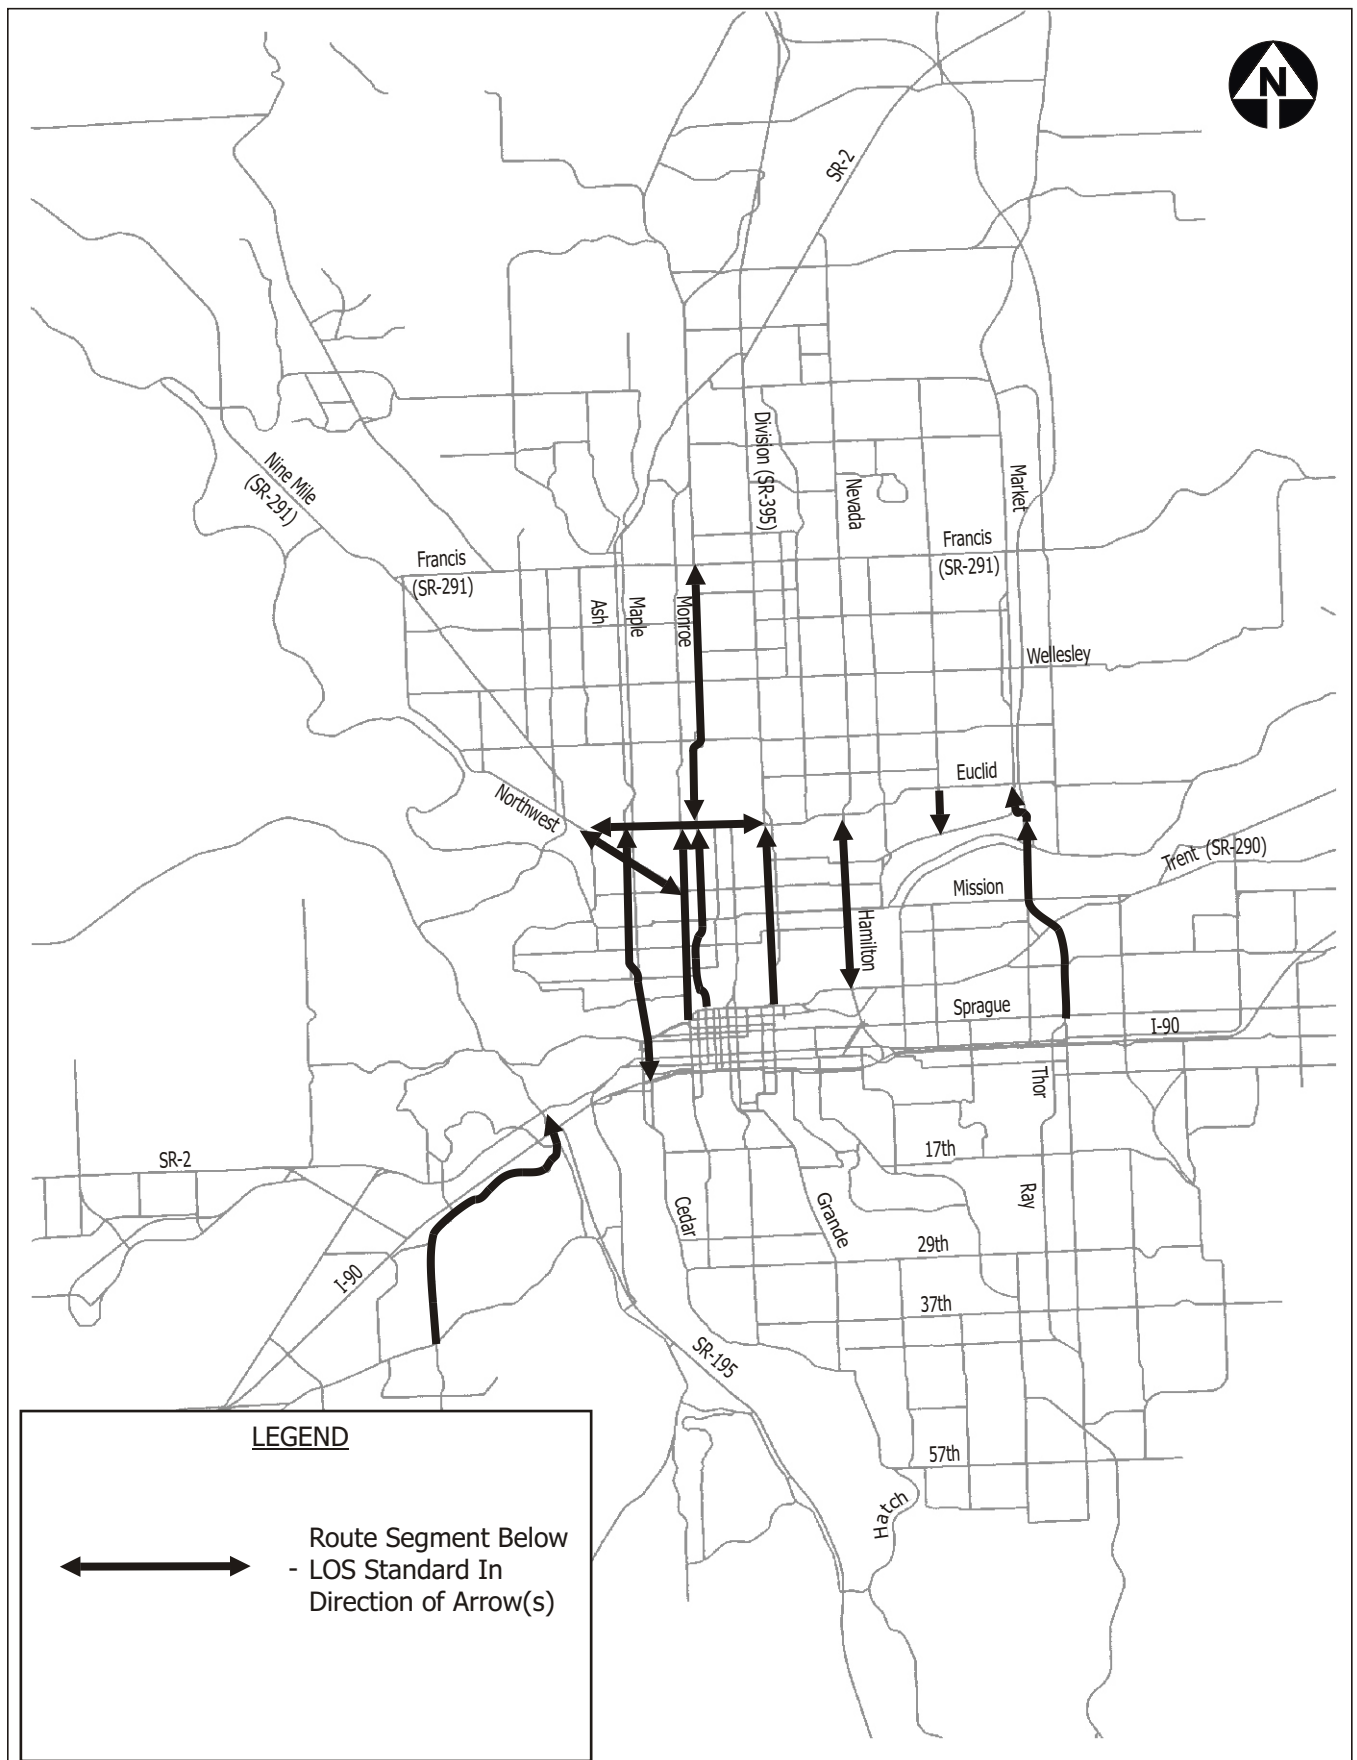 N
SR-2
Nine Mile
(SR-291)
Division (SR-395)
Nevada
Market
Francis
(SR-291)
Francis
(SR-291)
Ash
Maple
Monroe
Wellesley
Euclid
Northwest
Trent (SR-290)
Mission
Hamilton
Sprague
I-90
Thor
SR-2
17th
Ray
Cedar
Grande
29th
I-90
37th
SR-195
57th
Hatch
LEGEND
Route Segment Below
- LOS Standard In
Direction of Arrow(s)